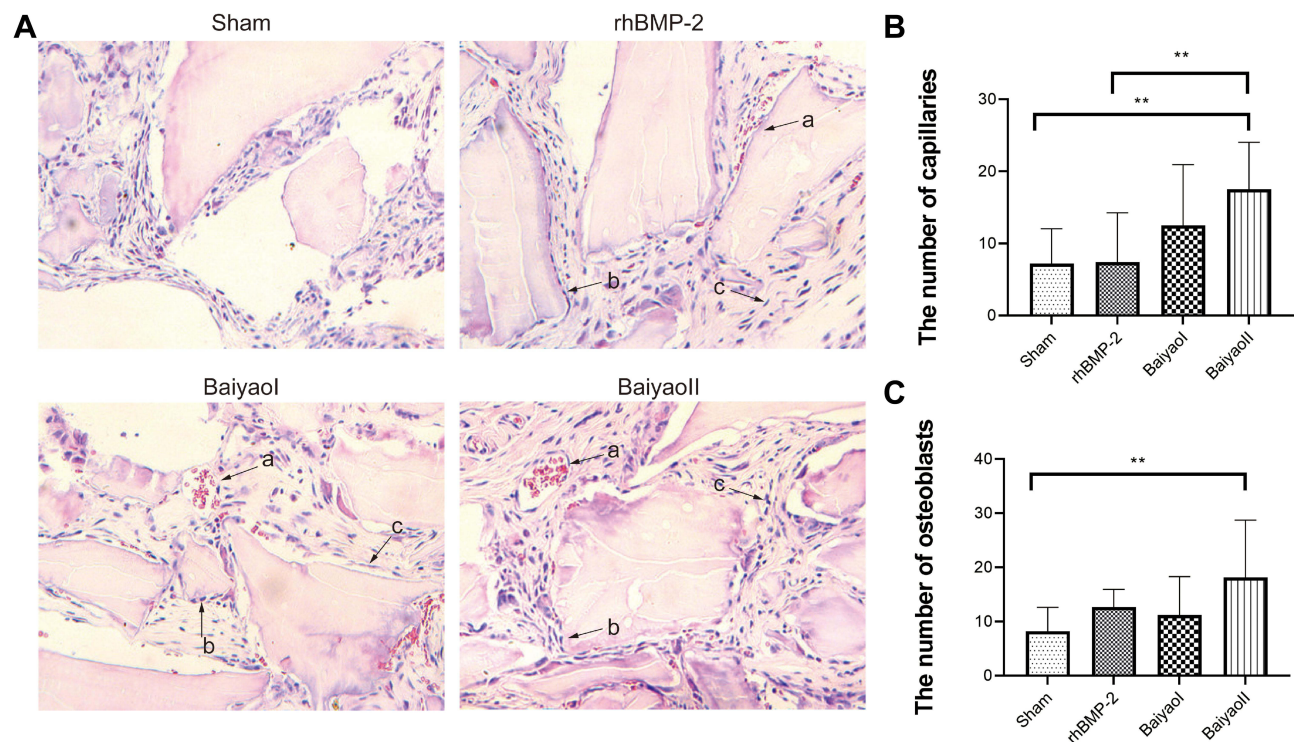 A
Sham
rhBMP-2
a
b
c
BaiyaoI
BaiyaoII
a
c
b
a
c
b
B
The number of capillaries
30
20
10
0
**
**
Sham
rhBMP-2
BaiyaoI
BaiyaoII
C
The number of osteoblasts
40
30
20
10
0
**
Sham
rhBMP-2
BaiyaoI
BaiyaoII